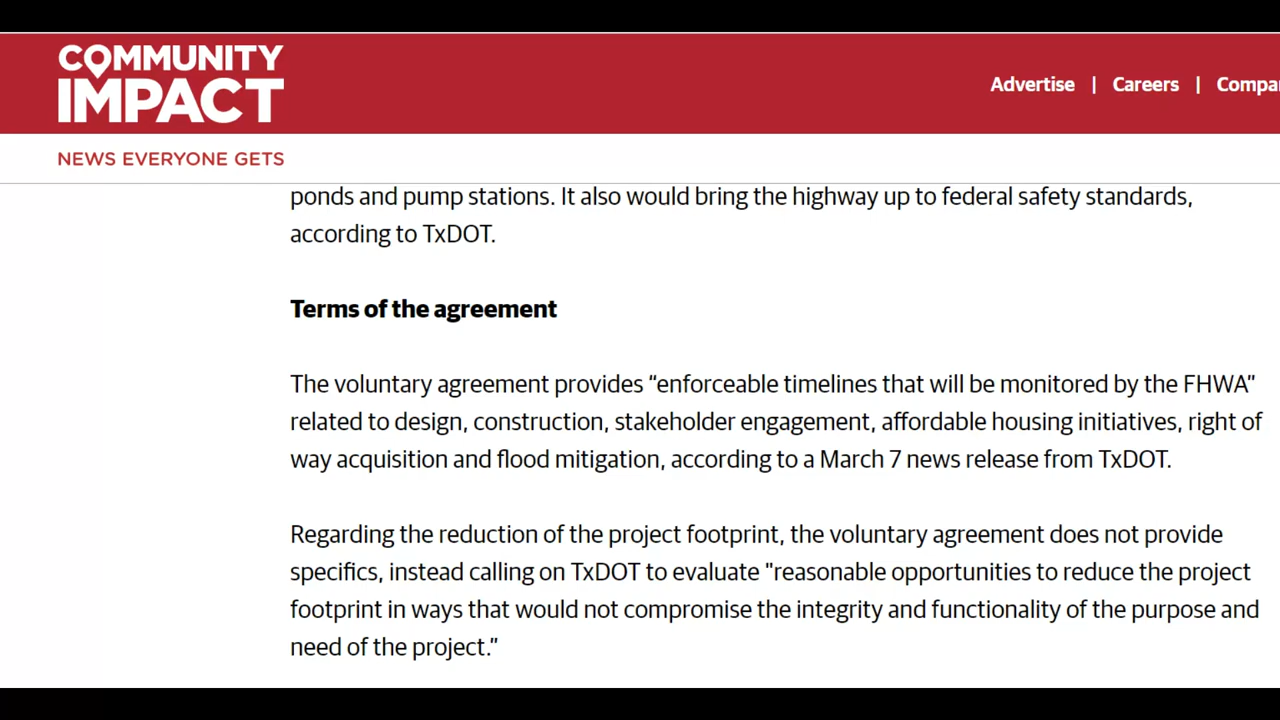 COMMUNITY
IMPACT
Advertise | Careers |
NEWS EVERYONE GETS
ponds and pump stations. It also would bring the highway up to federal safety standards,
according to TxDOT.
Terms of the agreement
The voluntary agreement provides “enforceable timelines that will be monitored by the FHWA”
related to design, construction, stakeholder engagement, affordable housing initiatives, right of
way acquisition and flood mitigation, according to a March 7 news release from TxDOT.
Regarding the reduction of the project footprint, the voluntary agreement does not provide
specifics, instead calling on TxDOT to evaluate "reasonable opportunities to reduce the project
footprint in ways that would not compromise the integrity and functionality of the purpose and
need of the project.”